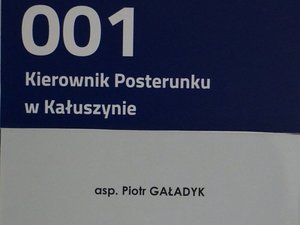 001
Kierownik Posterunku
w Kałuszynie
asp. Piotr GAŁADYK